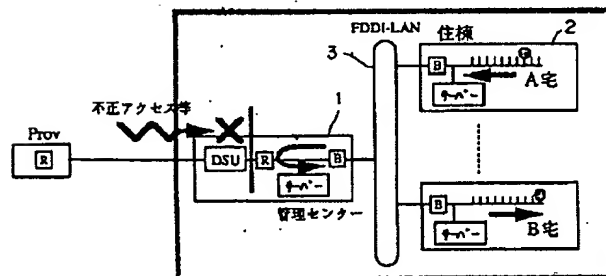 FDDI-LAN
住棟
2
3
B
A宅
サーバー
不正アクセス等
1
Prov
R
DSU
R
B
サーバー
管理センター
B
B宅
サーバー